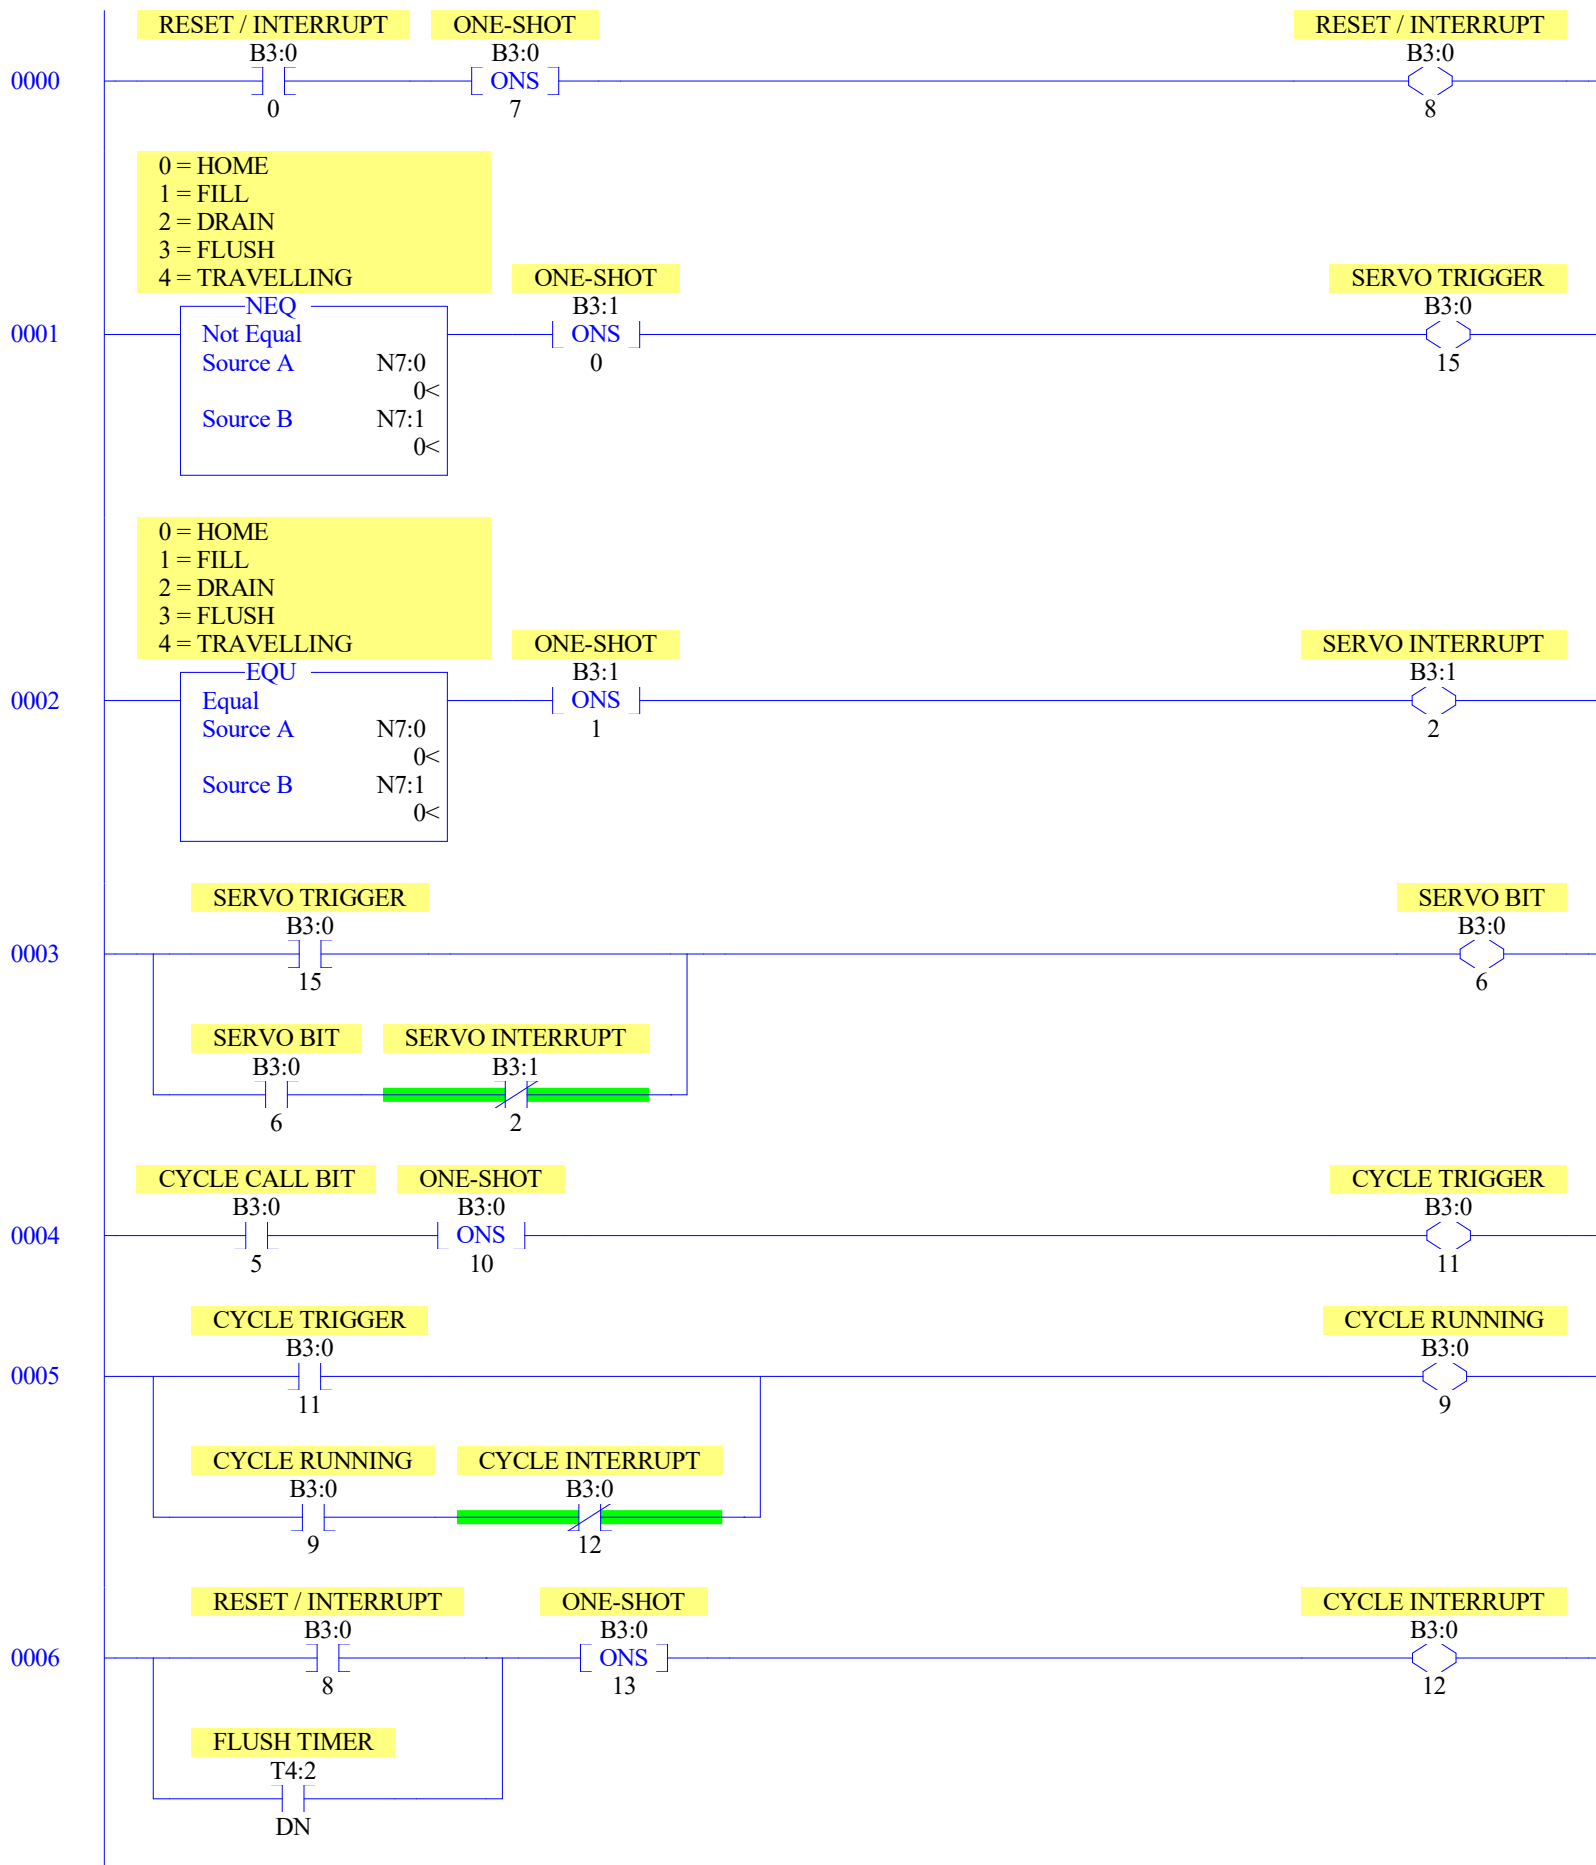 RESET / INTERRUPT ONE-SHOT RESET / INTERRUPT
B3:0 B3:0 B3:0
0000 ONS
0 7 8
0 = HOME
1 = FILL
2 = DRAIN
3 = FLUSH
4 = TRAVELLING ONE-SHOT SERVO TRIGGER
NEQ B3:1 B3:0
0001 Not Equal ONS
Source A N7:0 0 15
0<
Source B N7:1
0<
0 = HOME
1 = FILL
2 = DRAIN
3 = FLUSH
4 = TRAVELLING ONE-SHOT SERVO INTERRUPT
EQU B3:1 B3:1
0002 Equal ONS
Source A N7:0 1 2
0<
Source B N7:1
0<
SERVO TRIGGER SERVO BIT
B3:0 B3:0
0003
15 6
SERVO BIT SERVO INTERRUPT
B3:0 B3:1
6 2
CYCLE CALL BIT ONE-SHOT CYCLE TRIGGER
B3:0 B3:0 B3:0
0004 ONS
5 10 11
CYCLE TRIGGER CYCLE RUNNING
B3:0 B3:0
0005
11 9
CYCLE RUNNING CYCLE INTERRUPT
B3:0 B3:0
9 12
RESET / INTERRUPT ONE-SHOT CYCLE INTERRUPT
B3:0 B3:0 B3:0
0006 ONS
8 13 12
FLUSH TIMER
T4:2
DN